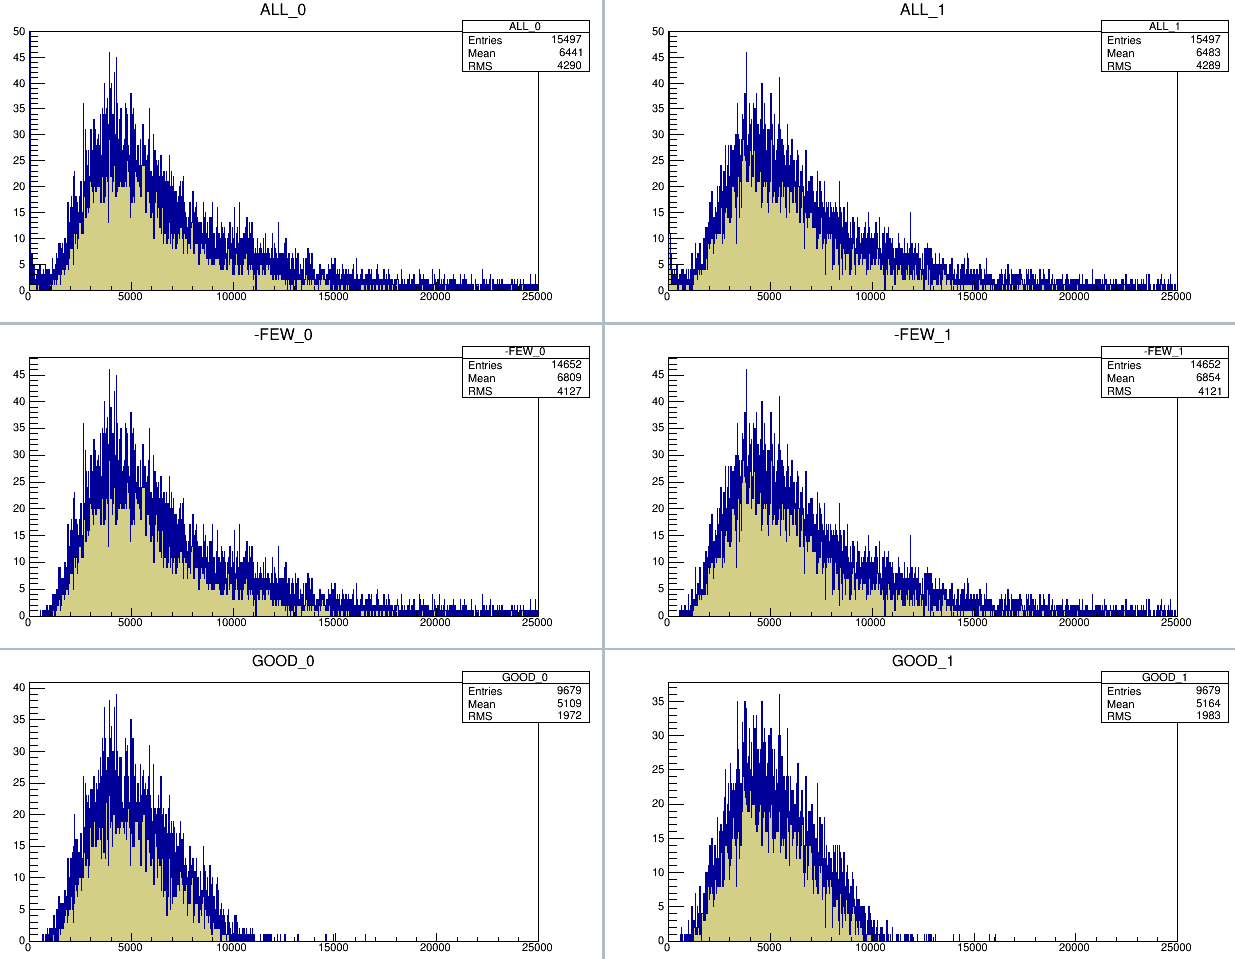 ALL_0
ALL_0
Entries 15497
Mean 6441
RMS 4290
50
45
40
35
30
25
20
15
10
5
0
0 5000 10000 15000 20000 25000
ALL_1
ALL_1
Entries 15497
Mean 6483
RMS 4289
50
45
40
35
30
25
20
15
10
5
0
0 5000 10000 15000 20000 25000
-FEW_0
-FEW_0
Entries 14652
Mean 6809
RMS 4127
45
40
35
30
25
20
15
10
5
0
0 5000 10000 15000 20000 25000
-FEW_1
-FEW_1
Entries 14652
Mean 6854
RMS 4121
45
40
35
30
25
20
15
10
5
0
0 5000 10000 15000 20000 25000
GOOD_0
GOOD_0
Entries 9679
Mean 5109
RMS 1972
40
35
30
25
20
15
10
5
0
0 5000 10000 15000 20000 25000
GOOD_1
GOOD_1
Entries 9679
Mean 5164
RMS 1983
35
30
25
20
15
10
5
0
0 5000 10000 15000 20000 25000